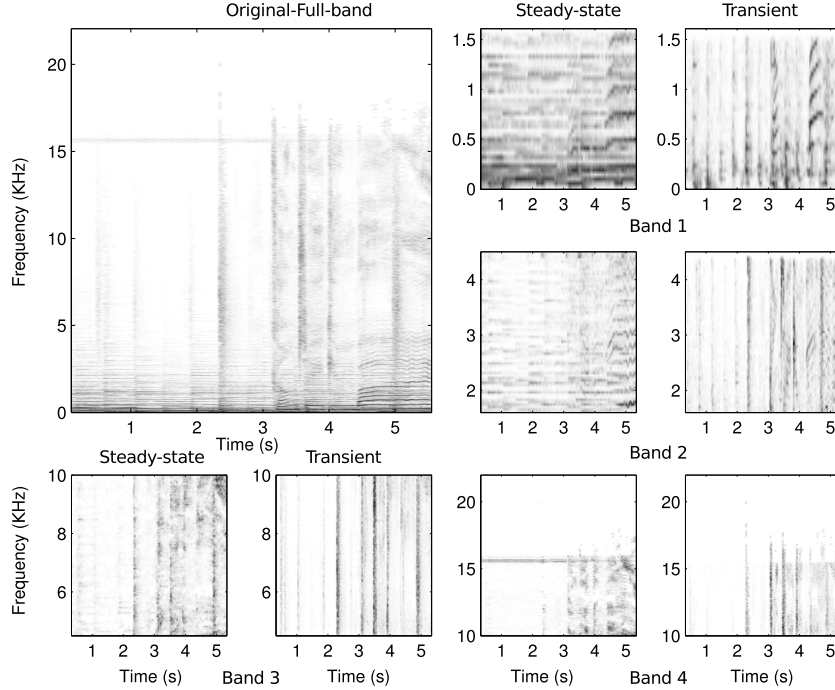 Original-Full-band
Steady-state
Transient
Frequency (KHz)
20
15
10
5
0
1 2 3 4 5
Time (s)
1.5
1
0.5
0
1 2 3 4 5
1.5
1
0.5
0
1 2 3 4 5
Band 1
4
3
2
1 2 3 4 5
4
3
2
1 2 3 4 5
Band 2
Steady-state
Transient
Frequency (KHz)
10
8
6
1 2 3 4 5
Time (s)
10
8
6
1 2 3 4 5
Time (s)
Band 3
20
15
10
1 2 3 4 5
Time (s)
20
15
10
1 2 3 4 5
Time (s)
Band 4